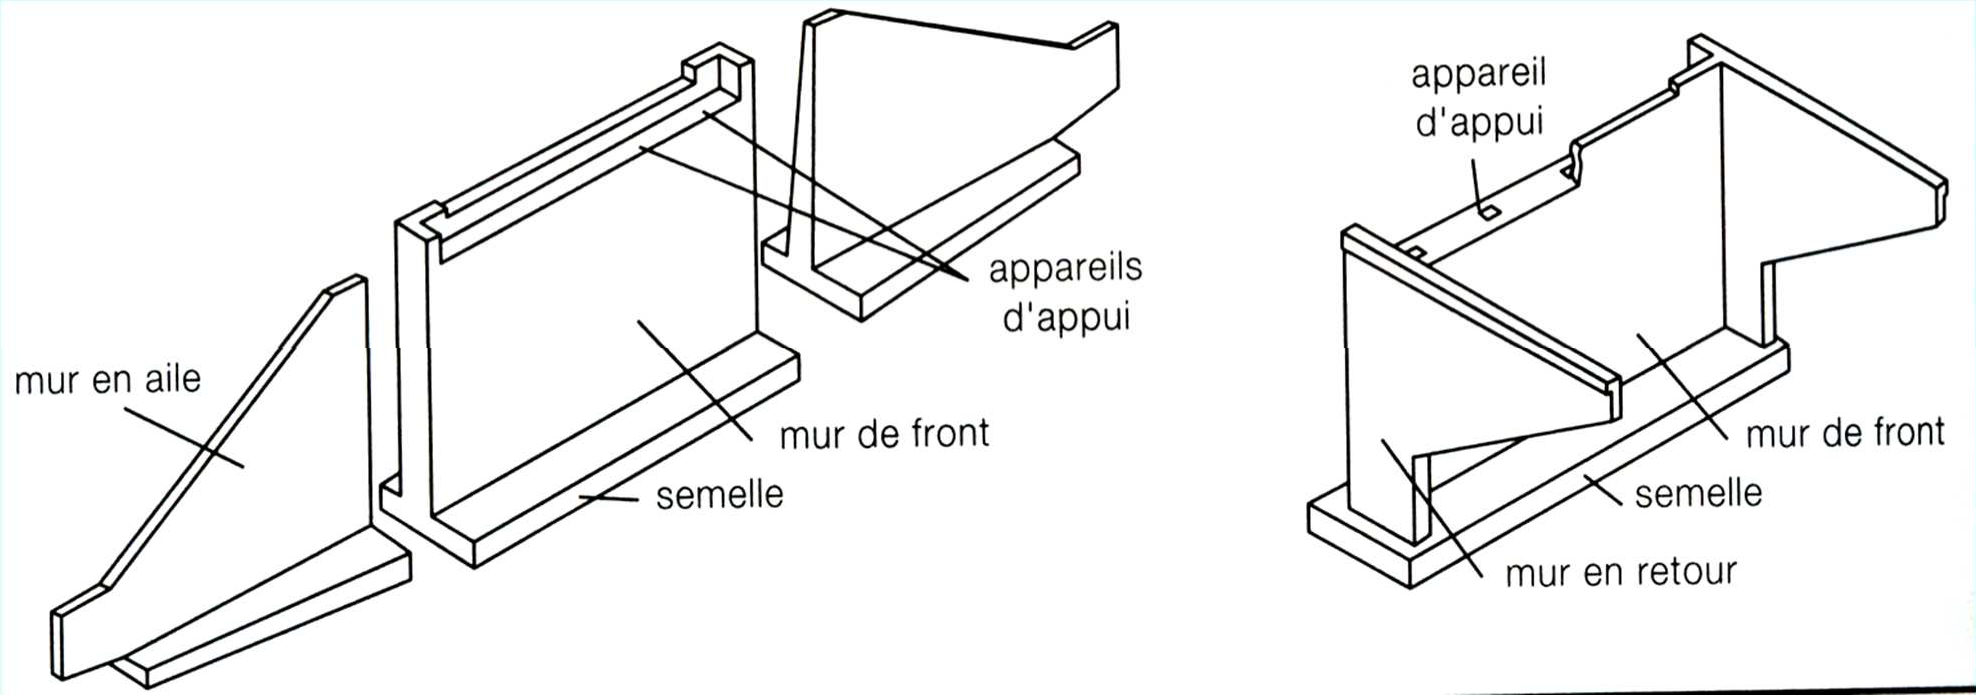 mur en aile
appareils
d'appui
mur de front
semelle
appareil
d'appui
mur de front
semelle
mur en retour